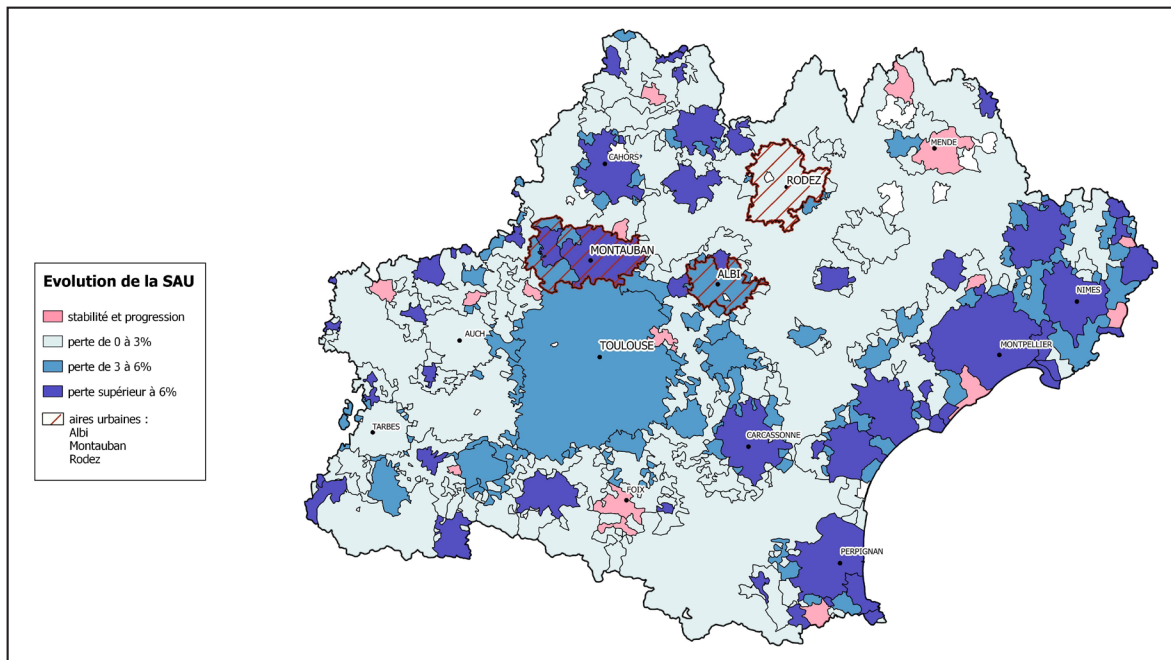 Evolution de la SAU
stabilité et progression
perte de 0 à 3%
perte de 3 à 6%
perte supérieur à 6%
aires urbaines :
Albi
Montauban
Rodez
CAHORS
RODEZ
MENDE
MONTAUBAN
ALBI
NIMES
AUCH
TOULOUSE
MONTPELLIER
TARBES
CARCASSONNE
FOIX
PERPIGNAN